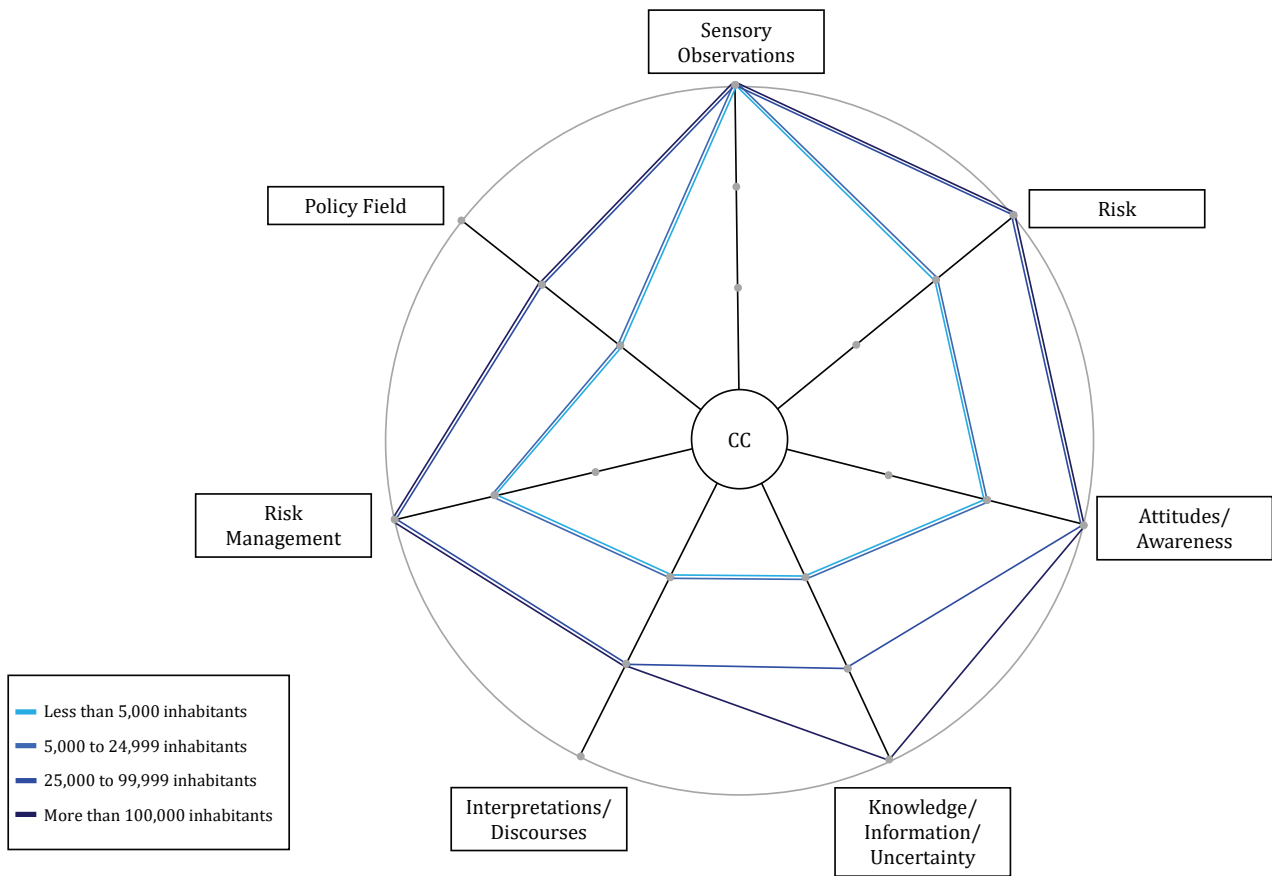 Sensory
Observations
Policy Field
Risk
CC
Risk
Management
Attitudes/
Awareness
Less than 5,000 inhabitants
5,000 to 24,999 inhabitants
25,000 to 99,999 inhabitants
More than 100,000 inhabitants
Interpretations/
Discourses
Knowledge/
Information/
Uncertainty